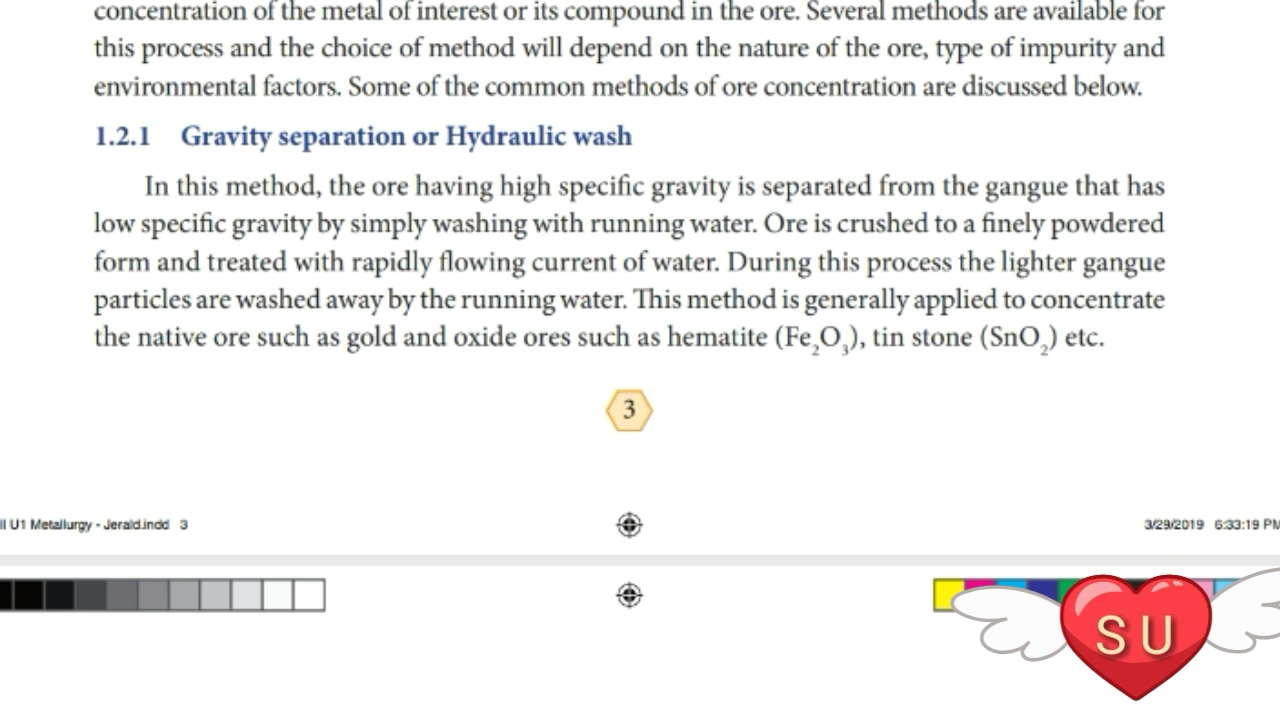 concentration of the metal of interest or its compound in the ore. Several methods are available for
this process and the choice of method will depend on the nature of the ore, type of impurity and
environmental factors. Some of the common methods of ore concentration are discussed below.
1.2.1 Gravity separation or Hydraulic wash
In this method, the ore having high specific gravity is separated from the gangue that has
low specific gravity by simply washing with running water. Ore is crushed to a finely powdered
form and treated with rapidly flowing current of water. During this process the lighter gangue
particles are washed away by the running water. This method is generally applied to concentrate
the native ore such as gold and oxide ores such as hematite (Fe₂O₃), tin stone (SnO₂) etc.
3
II U1 Metallurgy - Jerald.indd 3
3/29/2019 6:33:19 PM
S U